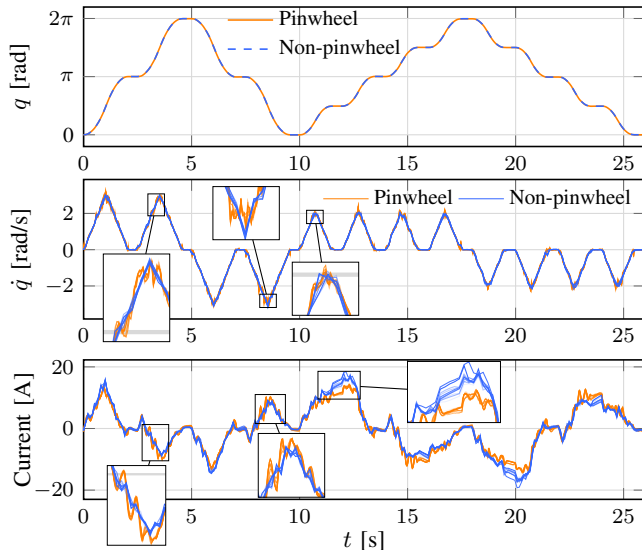 2π
Pinwheel
Non-pinwheel
π
q [rad]
0
0 5 10 15 20 25
Pinwheel Non-pinwheel
2
0
q̇ [rad/s]
−2
0 5 10 15 20 25
20
0
Current [A]
−20
0 5 10 15 20 25
t [s]